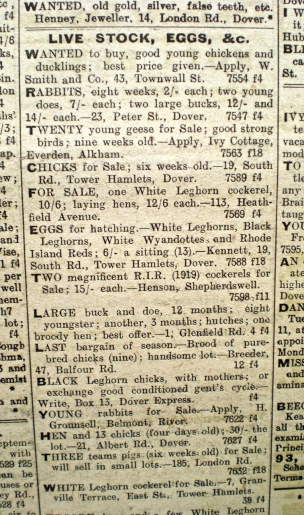 WANTED, old gold, silver, false teeth, etc.
Henney, Jeweller, 14, London Rd., Dover.*
LIVE STOCK, EGGS, &C.
WANTED to buy, good young chickens and
ducklings; best price given.—Apply, W.
Smith and Co., 43, Townwall St. 7554 f4
RABBITS, eight weeks, 2/- each; two young
does, 7/- each; two large bucks, 12/- and
14/- each.—23, Peter St., Dover. 7547 f4
TWENTY young geese for Sale; good strong
birds; nine weeks old.—Apply, Ivy Cottage,
Everden, Alkham. 7563 f18
CHICKS for Sale; six weeks old.—19, South
Rd., Tower Hamlets, Dover. 7589 f4
FOR SALE, one White Leghorn cockerel,
10/6; laying hens, 12/6 each.—113, Heath-
field Avenue. 7569 f4
EGGS for hatching.—White Leghorns, Black
Leghorns, White Wyandottes and Rhode
Island Reds; 6/- a sitting (13).—Kennett, 19,
South Rd., Tower Hamlets, Dover. 7588 f18
TWO magnificent R.I.R. (1919) cockerels for
Sale; 15/- each.—Henson, Shepherdswell.
7598 f11
LARGE buck and doe, 12 months, eight
youngster; another, 3 months; hutches; one
broody hen; best offer.—1, Glenfield Rd. 4 f4
LAST bargain of season.—Brood of pure-
bred chicks (nine); handsome lot.—Breeder,
47, Balfour Rd. 12 f4
BLACK Leghorn chicks, with mothers; or
exchange good conditioned gent's cycle.—
Write, Box 13, Dover Express. f4
YOUNG rabbits for Sale.—Apply, H.
Gromnsell, Belmont, River. 7622 f4
HEN and 13 chicks (four days old); 30/- the
lot.—21, Albert Rd., Dover. 7627 f4
THREE teams pigs (six weeks old) for Sale;
will sell in small lots.—185, London Rd.
7632 f18
WHITE Leghorn cockerel for Sale.—7, Gran-
ville Terrace, East St., Tower Hamlets.
38 f4